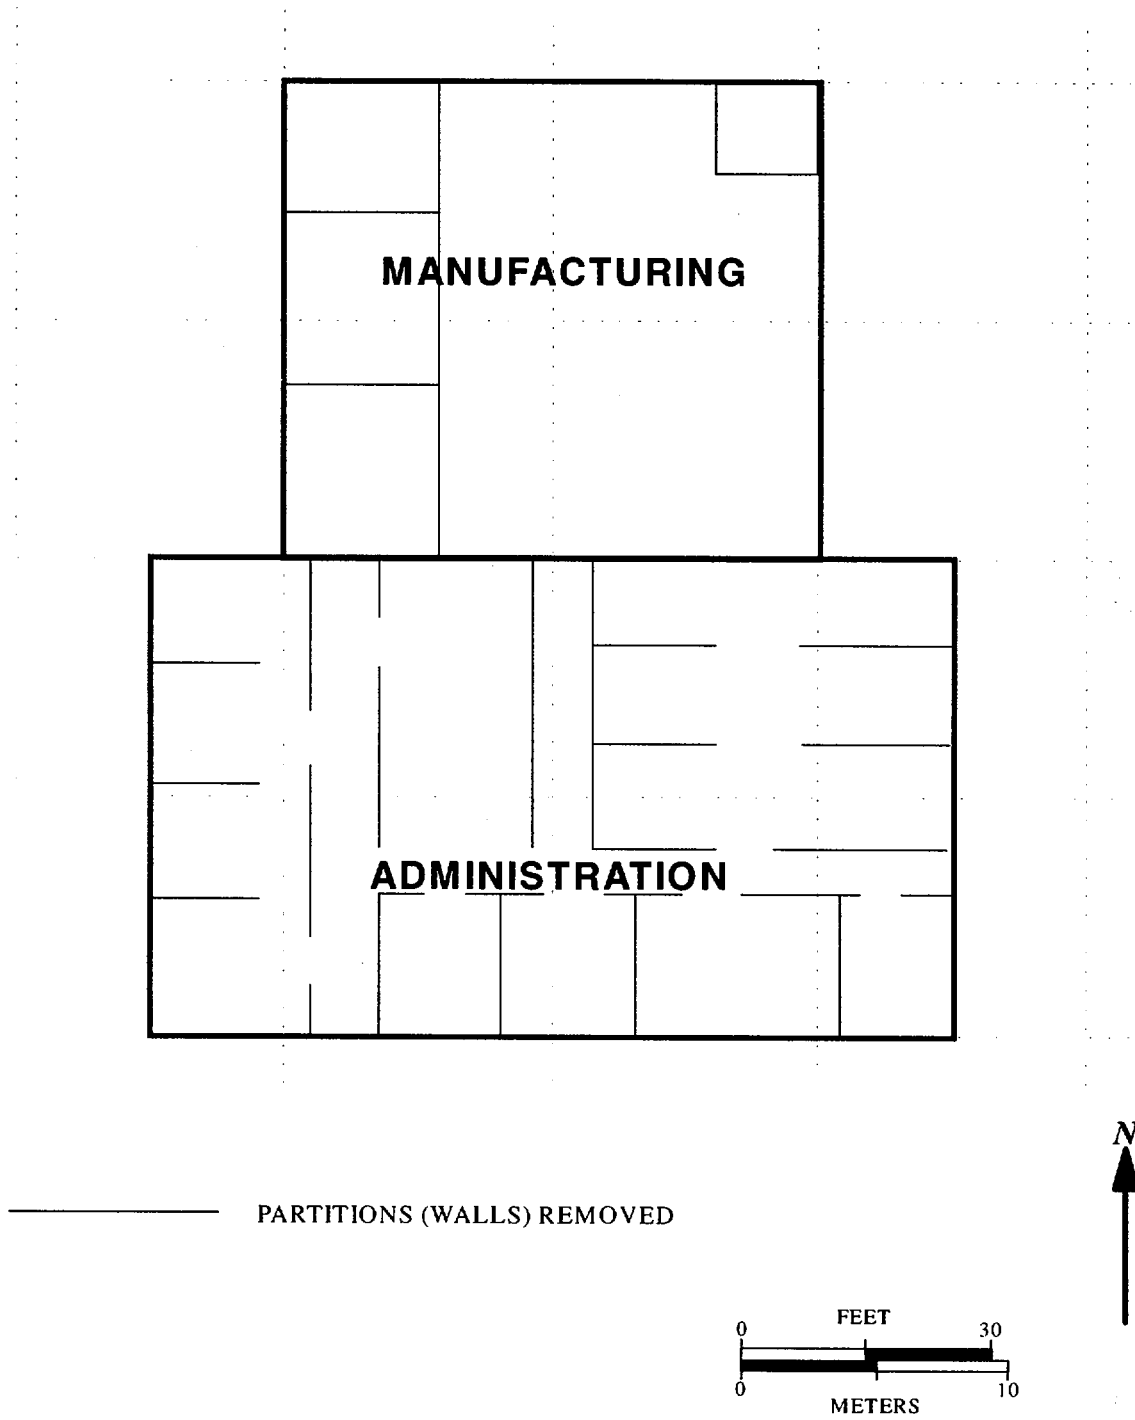 MANUFACTURING
ADMINISTRATION
N
PARTITIONS (WALLS) REMOVED
FEET
0 30
0 10
METERS